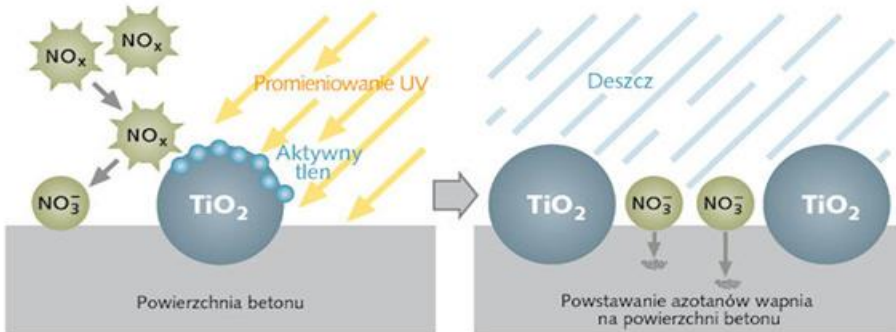 NOx
NOx
Promieniowanie UV
NOx
Aktywny
tlen
NO3−
TiO2
Powierzchnia betonu
Deszcz
TiO2
NO3−
NO3−
TiO2
Powstawanie azotanów wapnia
na powierzchni betonu